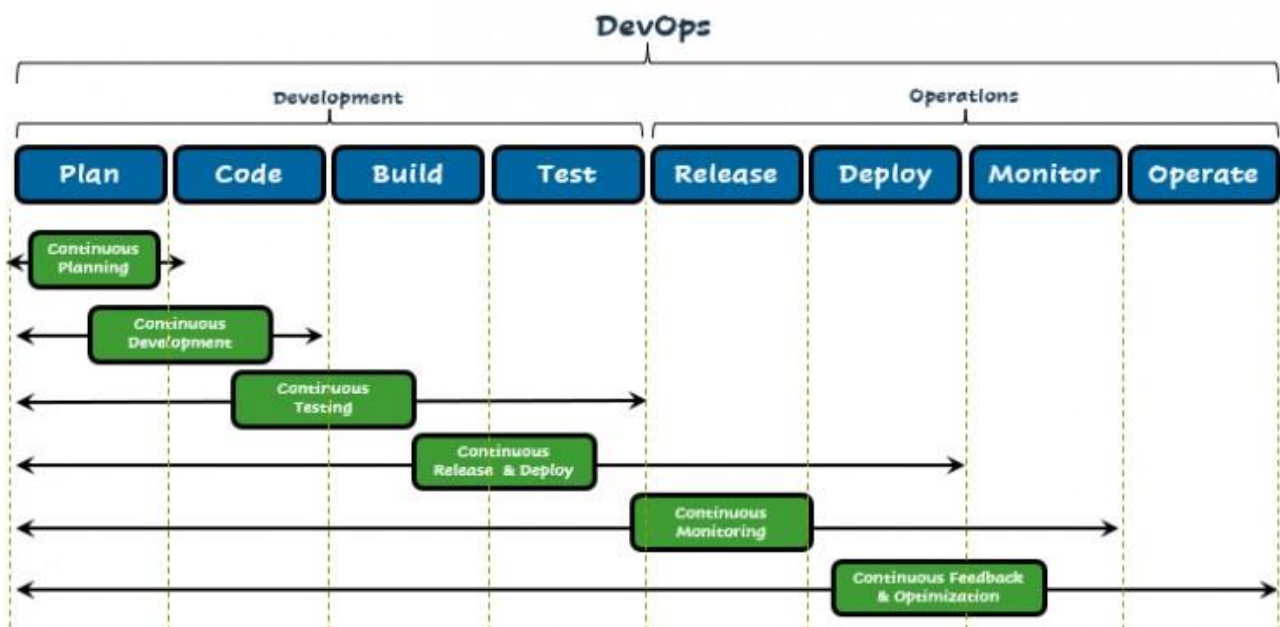 DevOps
Development
Operations
Plan
Code
Build
Test
Release
Deploy
Monitor
Operate
Continuous
Planning
Continuous
Development
Continuous
Testing
Continuous
Release & Deploy
Continuous
Monitoring
Continuous Feedback
& Optimization